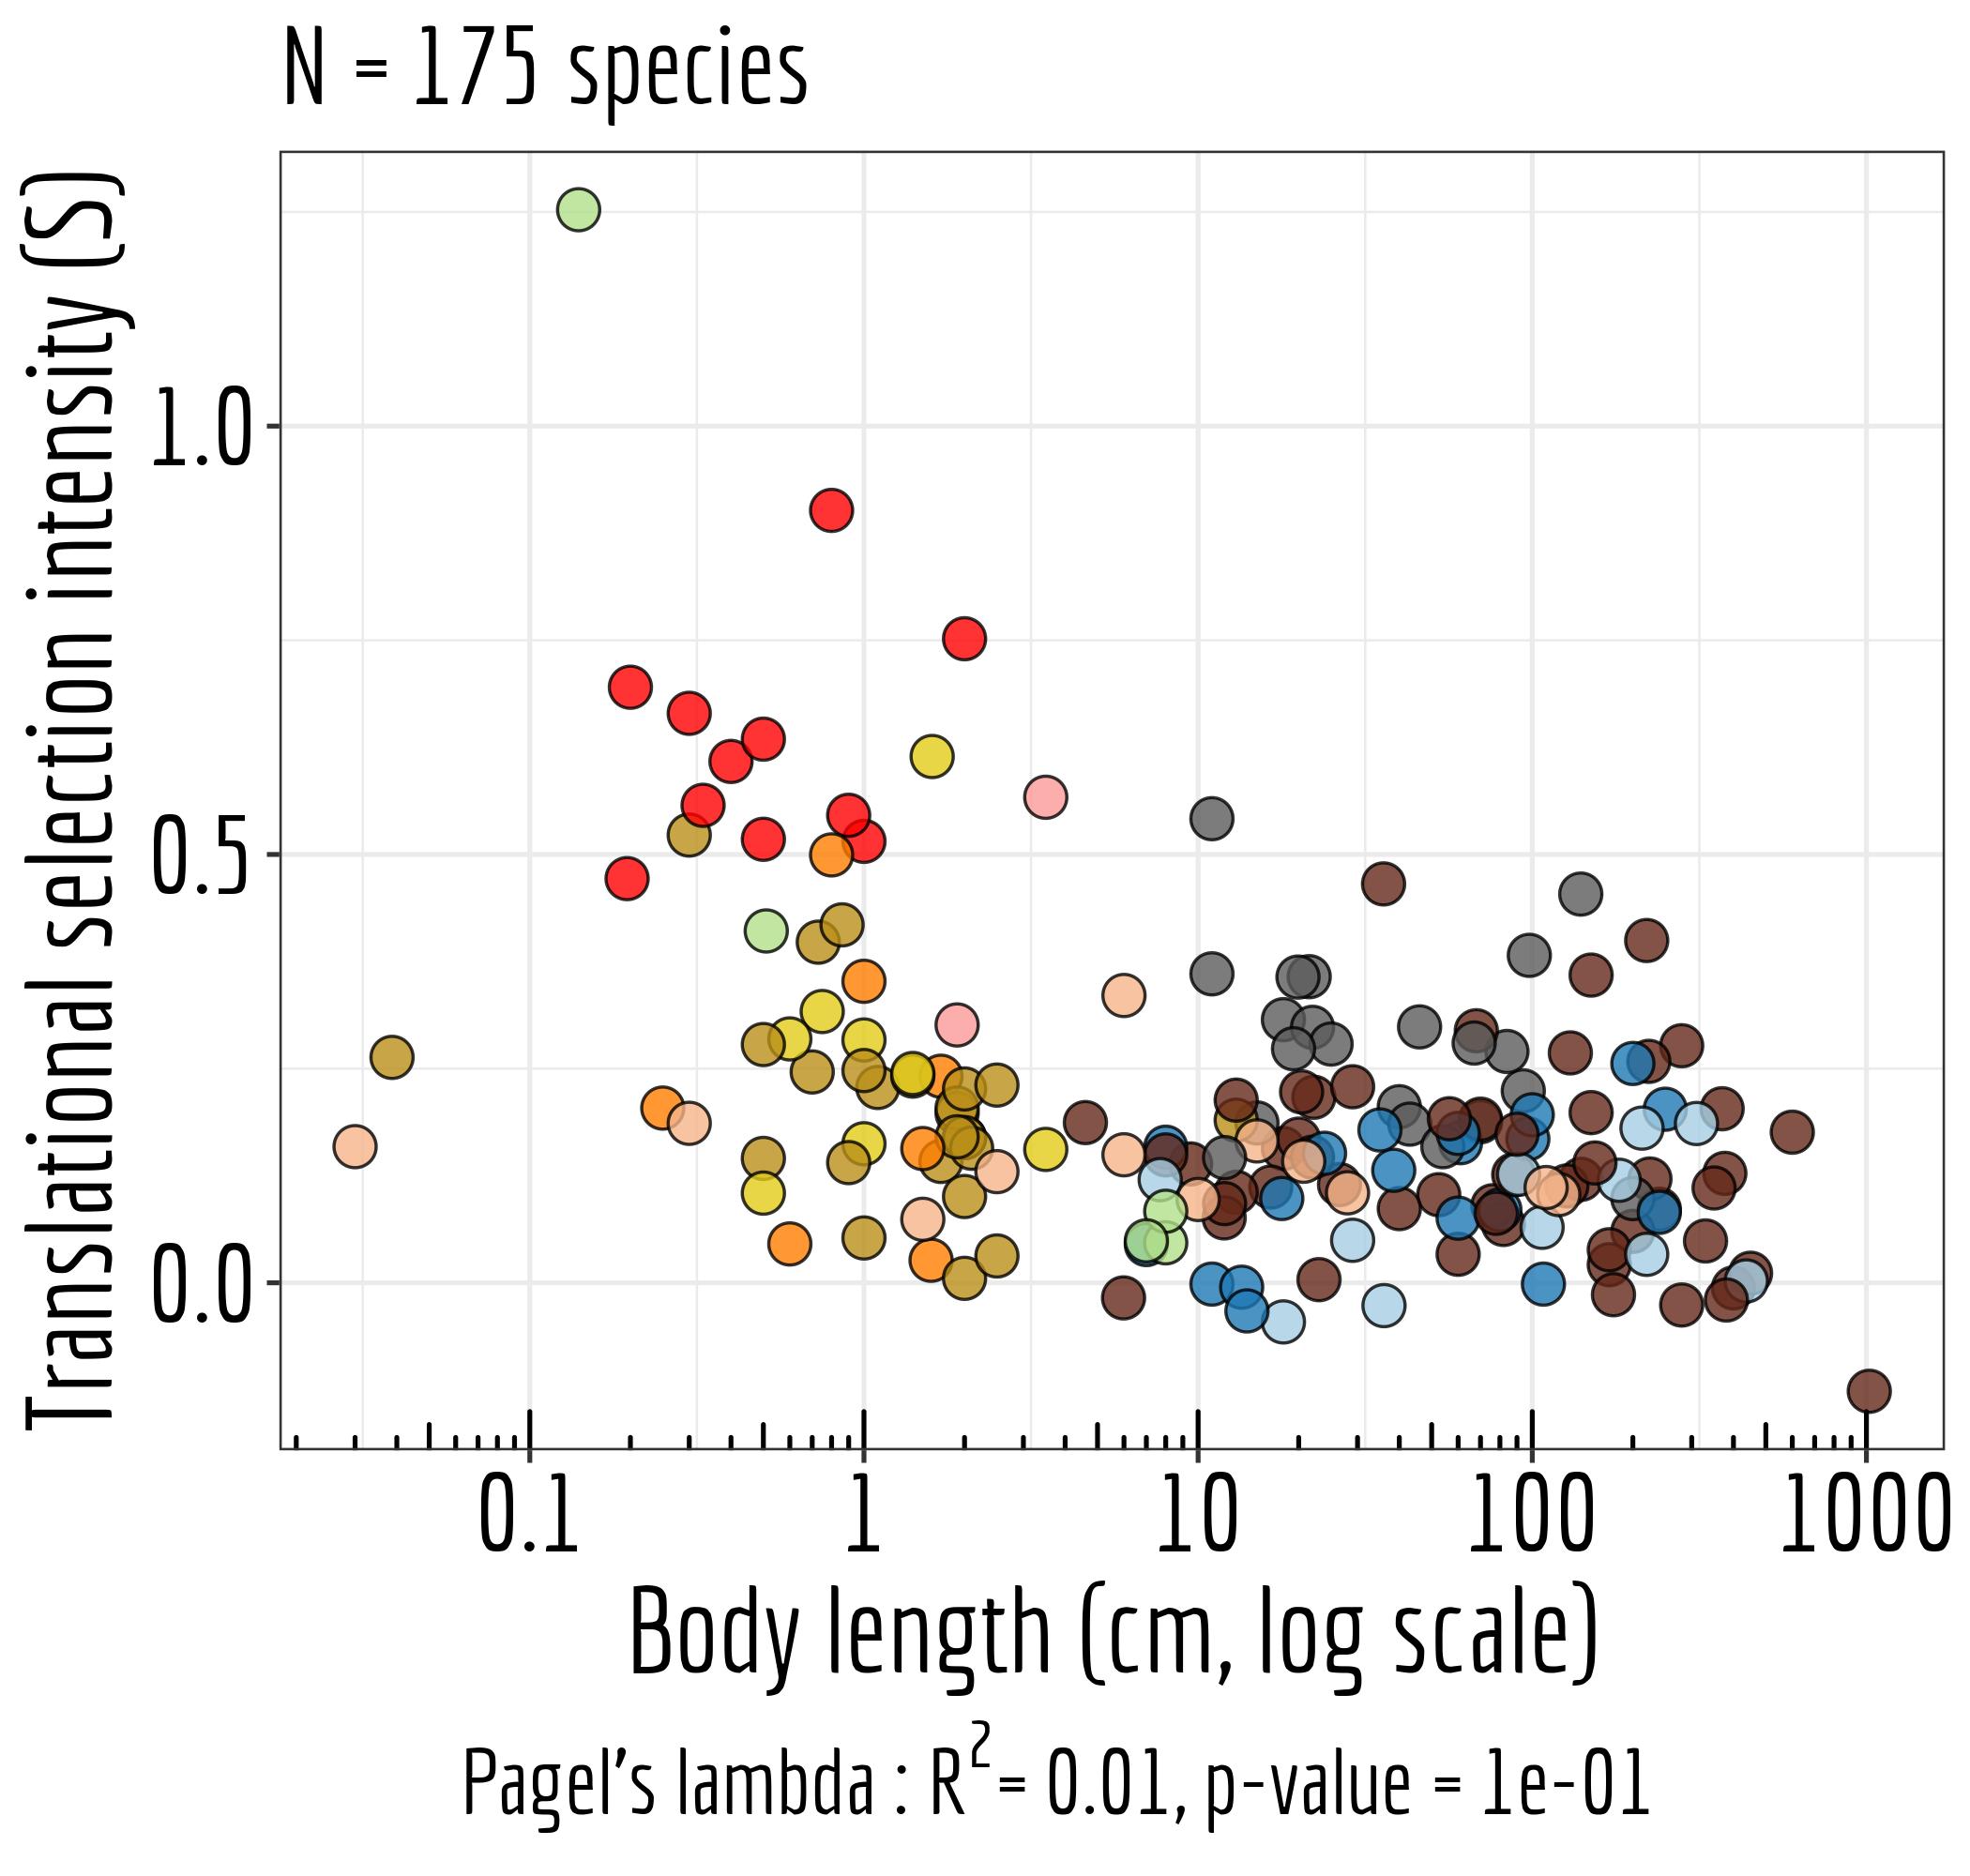 N = 175 species
Translational selection intensity (S)
1.0
0.5
0.0
0.1 1 10 100 1000
Body length (cm, log scale)
Pagel's lambda : R² = 0.01, p-value = 1e-01